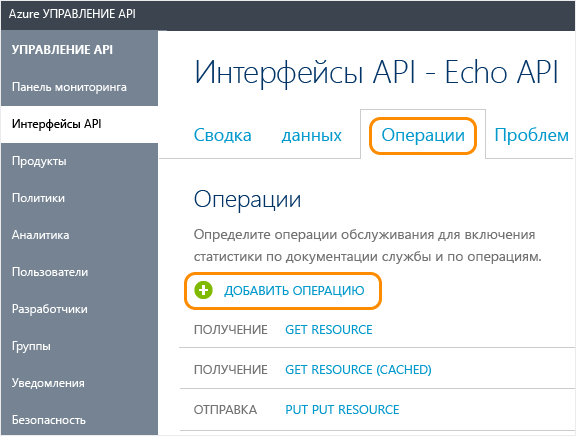 Azure УПРАВЛЕНИЕ API
УПРАВЛЕНИЕ API
Панель мониторинга
Интерфейсы API
Продукты
Политики
Аналитика
Пользователи
Разработчики
Группы
Уведомления
Безопасность
Интерфейсы API - Echo API
Сводка данных Операции Проблем
Операции
Определите операции обслуживания для включения
статистики по документации службы и по операциям.
ДОБАВИТЬ ОПЕРАЦИЮ
ПОЛУЧЕНИЕ GET RESOURCE
ПОЛУЧЕНИЕ GET RESOURCE (CACHED)
ОТПРАВКА PUT PUT RESOURCE